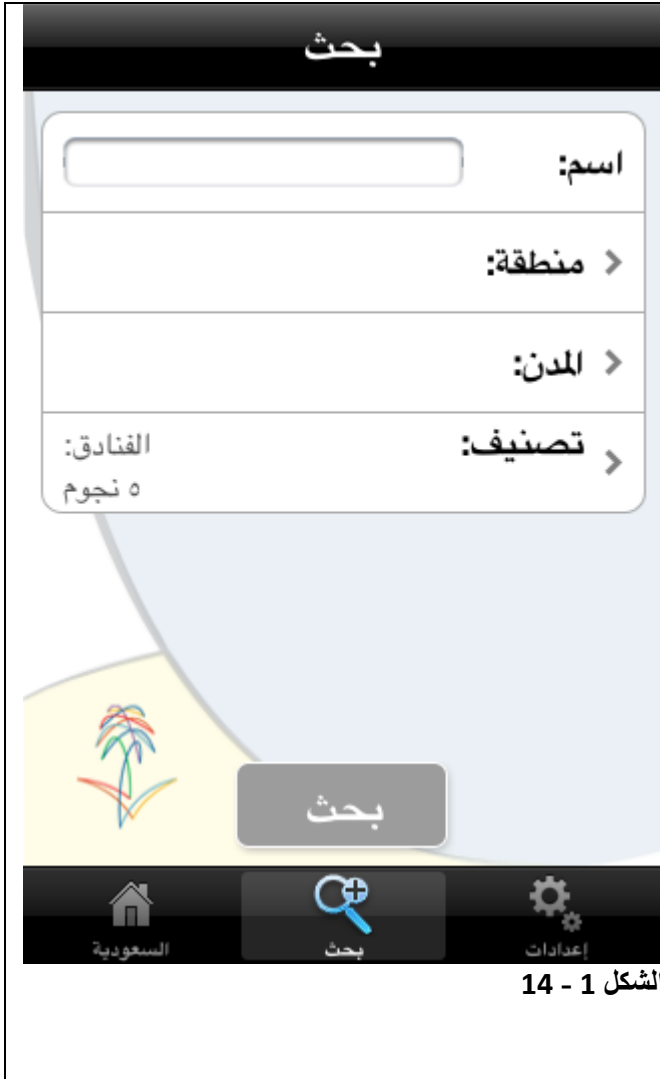 بحث
اسم:
منطقة:
المدن:
تصنيف:
الفنادق:
٥ نجوم
بحث
إعدادات
بحث
السعودية
الشكل 1 - 14